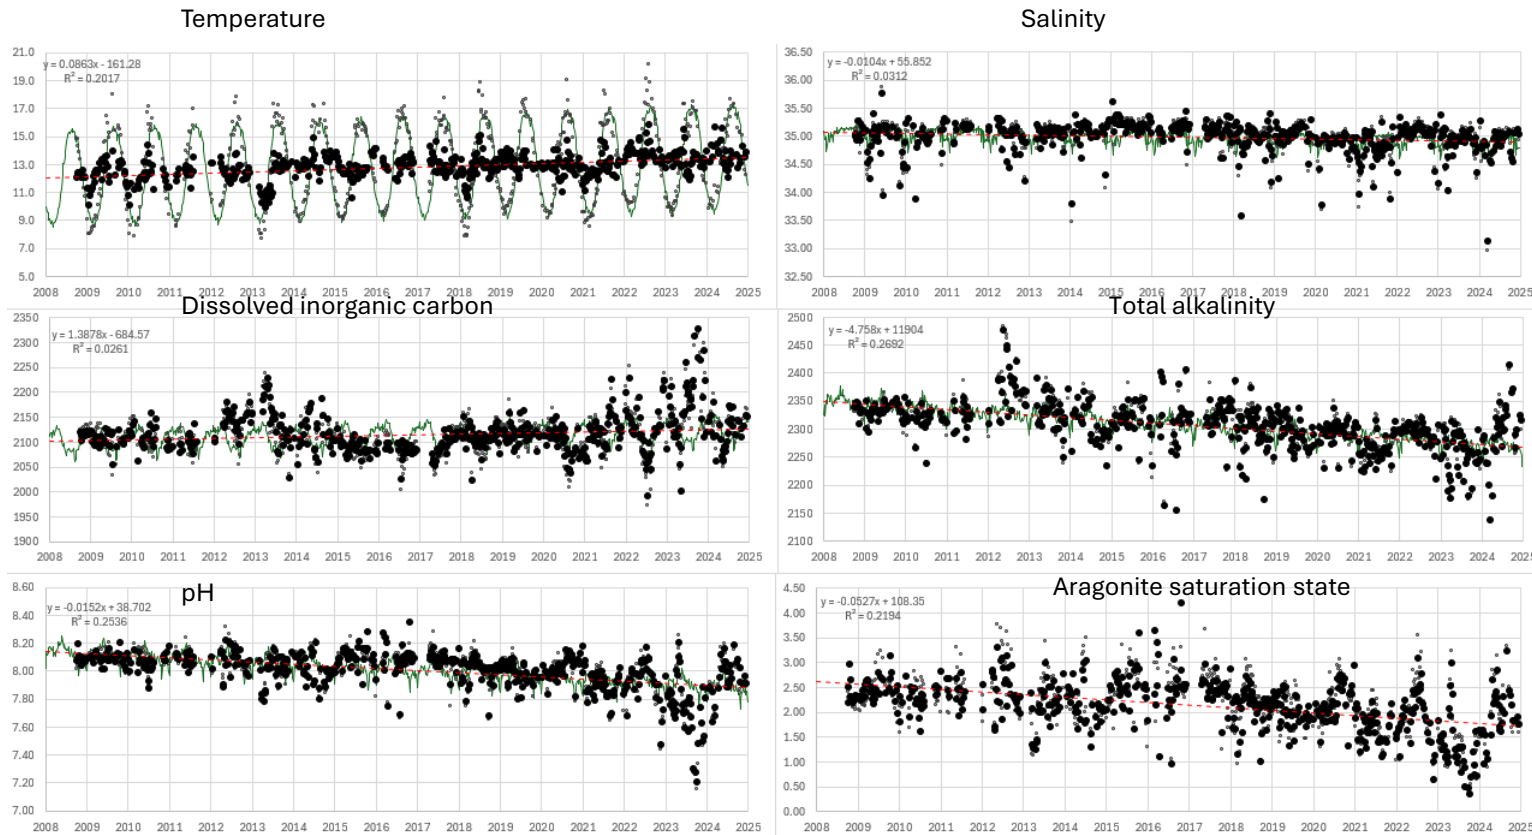 Temperature
Salinity
21.0
19.0
17.0
15.0
13.0
11.0
9.0
7.0
5.0
y = 0.0863x - 161.28
R² = 0.2017
2008 2009 2010 2011 2012 2013 2014 2015 2016 2017 2018 2019 2020 2021 2022 2023 2024 2025
36.50
36.00
35.50
35.00
34.50
34.00
33.50
33.00
32.50
y = -0.0104x + 55.852
R² = 0.0312
2008 2009 2010 2011 2012 2013 2014 2015 2016 2017 2018 2019 2020 2021 2022 2023 2024 2025
Dissolved inorganic carbon
Total alkalinity
2350
2300
2250
2200
2150
2100
2050
2000
1950
1900
y = 1.3878x - 684.57
R² = 0.0261
2008 2009 2010 2011 2012 2013 2014 2015 2016 2017 2018 2019 2020 2021 2022 2023 2024 2025
2500
2450
2400
2350
2300
2250
2200
2150
2100
y = -4.758x + 11904
R² = 0.2692
2008 2009 2010 2011 2012 2013 2014 2015 2016 2017 2018 2019 2020 2021 2022 2023 2024 2025
pH
Aragonite saturation state
8.60
8.40
8.20
8.00
7.80
7.60
7.40
7.20
7.00
y = -0.0152x + 38.702
R² = 0.2536
2008 2009 2010 2011 2012 2013 2014 2015 2016 2017 2018 2019 2020 2021 2022 2023 2024 2025
4.50
4.00
3.50
3.00
2.50
2.00
1.50
1.00
0.50
0.00
y = -0.0527x + 108.35
R² = 0.2194
2008 2009 2010 2011 2012 2013 2014 2015 2016 2017 2018 2019 2020 2021 2022 2023 2024 2025